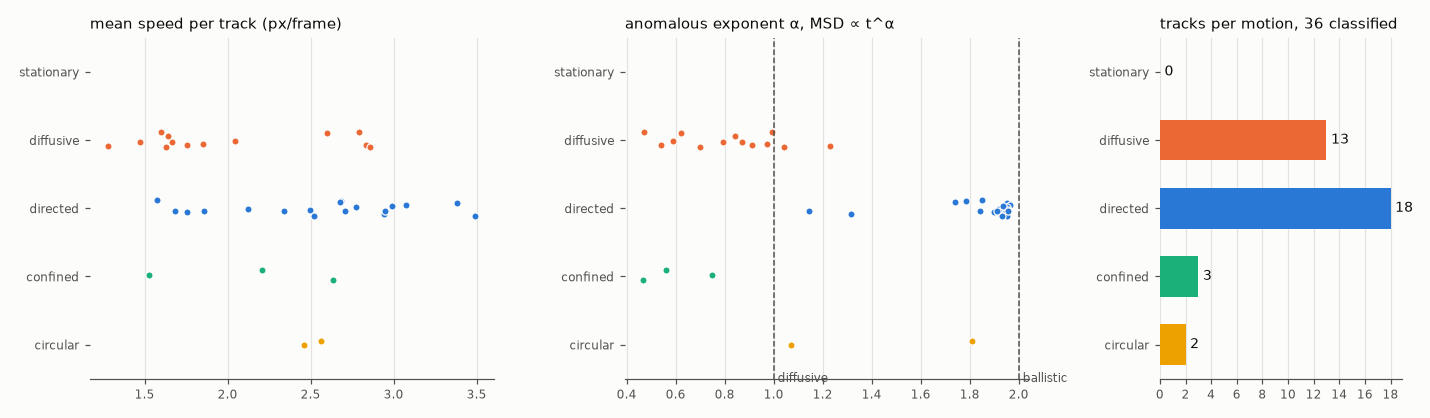 mean speed per track (px/frame)
stationary
diffusive
directed
confined
circular
1.5 2.0 2.5 3.0 3.5
anomalous exponent α, MSD ∝ t^α
stationary
diffusive
directed
confined
circular
diffusive
ballistic
0.4 0.6 0.8 1.0 1.2 1.4 1.6 1.8 2.0
tracks per motion, 36 classified
stationary 0
diffusive 13
directed 18
confined 3
circular 2
0 2 4 6 8 10 12 14 16 18